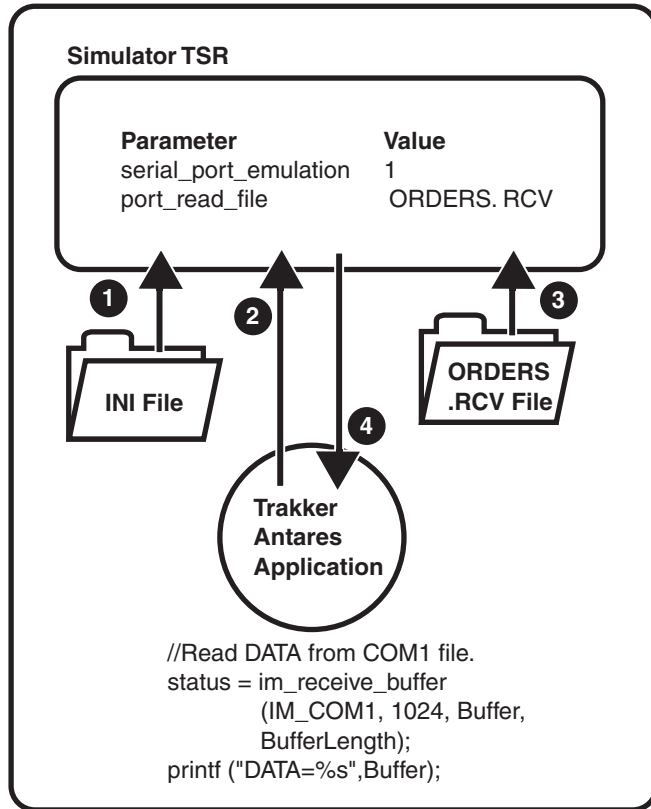 Simulator TSR
Parameter Value
serial_port_emulation 1
port_read_file ORDERS. RCV
1
2
3
INI File
ORDERS
.RCV File
4
Trakker
Antares
Application
//Read DATA from COM1 file.
status = im_receive_buffer
(IM_COM1, 1024, Buffer,
BufferLength);
printf ("DATA=%s",Buffer);